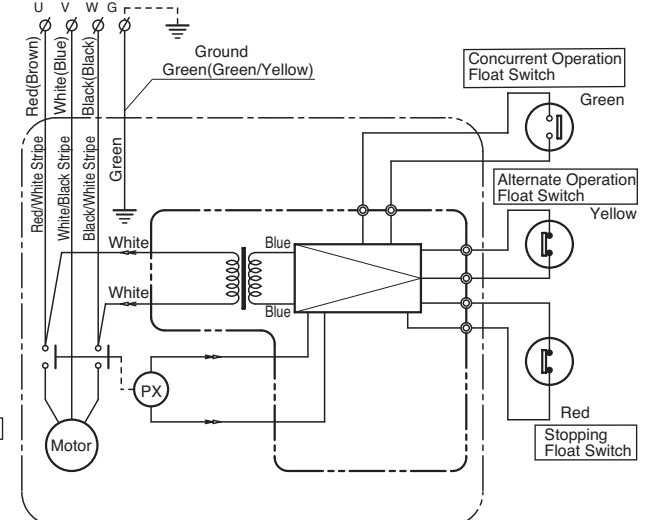 U V W G
Red(Brown)
White(Blue)
Black(Black)
Ground
Green(Green/Yellow)
Concurrent Operation
Float Switch
Green
Red/White Stripe
White/Black Stripe
Black/White Stripe
Green
Alternate Operation
Float Switch
Yellow
White
Blue
White
Blue
PX
Motor
Red
Stopping
Float Switch